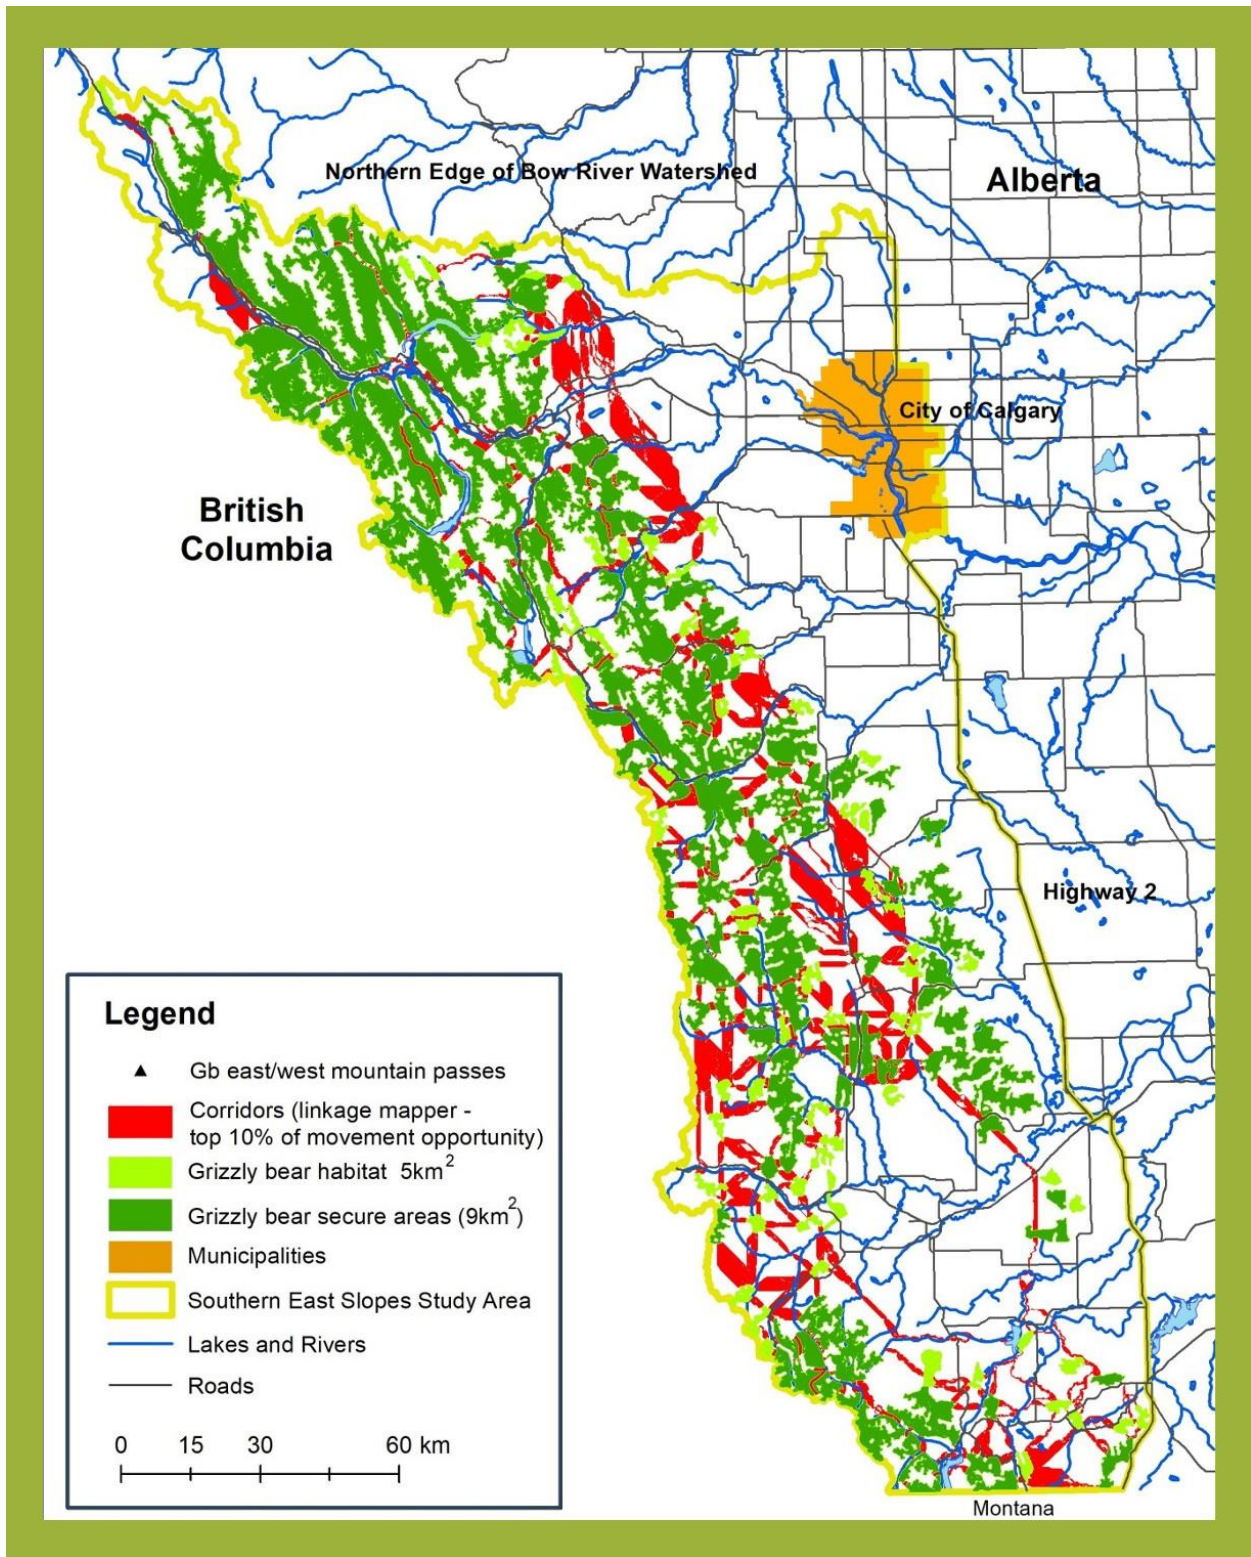 Northern Edge of Bow River Watershed
Alberta
City of Calgary
British
Columbia
Highway 2
Legend
Gb east/west mountain passes
Corridors (linkage mapper -
top 10% of movement opportunity)
Grizzly bear habitat 5km²
Grizzly bear secure areas (9km²)
Municipalities
Southern East Slopes Study Area
Lakes and Rivers
Roads
0 15 30 60 km
Montana